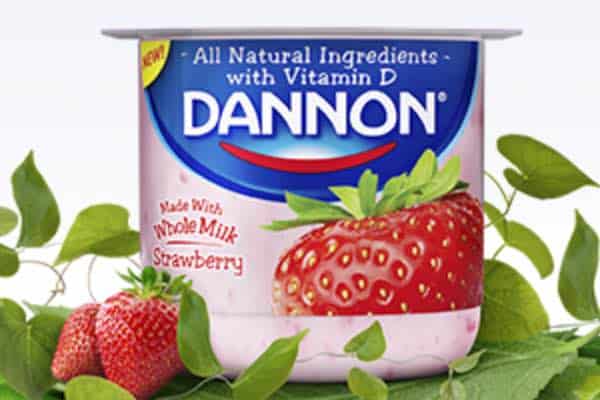 NEW!
- All Natural Ingredients -
with Vitamin D
DANNON®
Made With
Whole Milk
Strawberry